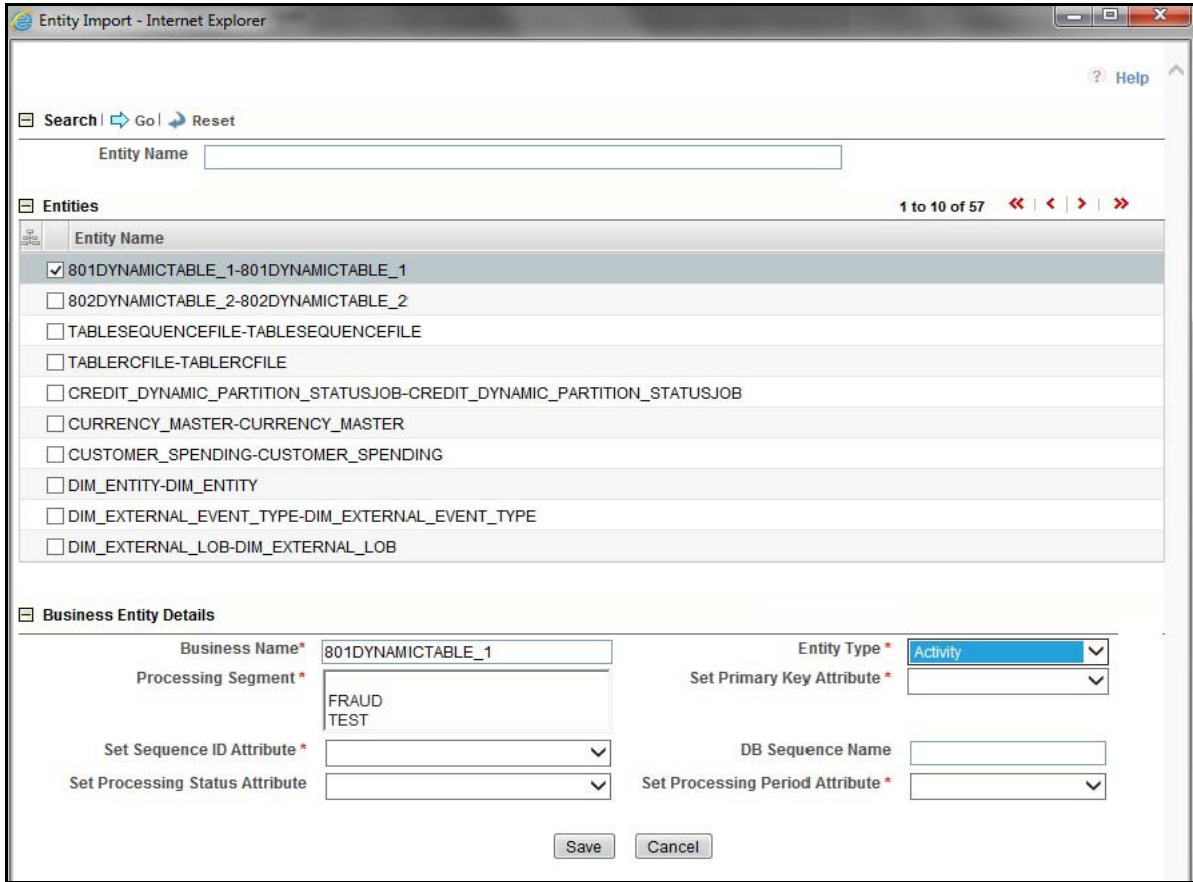 Entity Import - Internet Explorer
? Help
Search | Go | Reset
Entity Name
Entities 1 to 10 of 57
Entity Name
801DYNAMICTABLE_1-801DYNAMICTABLE_1
802DYNAMICTABLE_2-802DYNAMICTABLE_2
TABLESEQUENCEFILE-TABLESEQUENCEFILE
TABLERCFILE-TABLERCFILE
CREDIT_DYNAMIC_PARTITION_STATUSJOB-CREDIT_DYNAMIC_PARTITION_STATUSJOB
CURRENCY_MASTER-CURRENCY_MASTER
CUSTOMER_SPENDING-CUSTOMER_SPENDING
DIM_ENTITY-DIM_ENTITY
DIM_EXTERNAL_EVENT_TYPE-DIM_EXTERNAL_EVENT_TYPE
DIM_EXTERNAL_LOB-DIM_EXTERNAL_LOB
Business Entity Details
Business Name* 801DYNAMICTABLE_1 Entity Type * Activity
Processing Segment * Set Primary Key Attribute *
FRAUD
TEST
Set Sequence ID Attribute * DB Sequence Name
Set Processing Status Attribute Set Processing Period Attribute *
Save Cancel